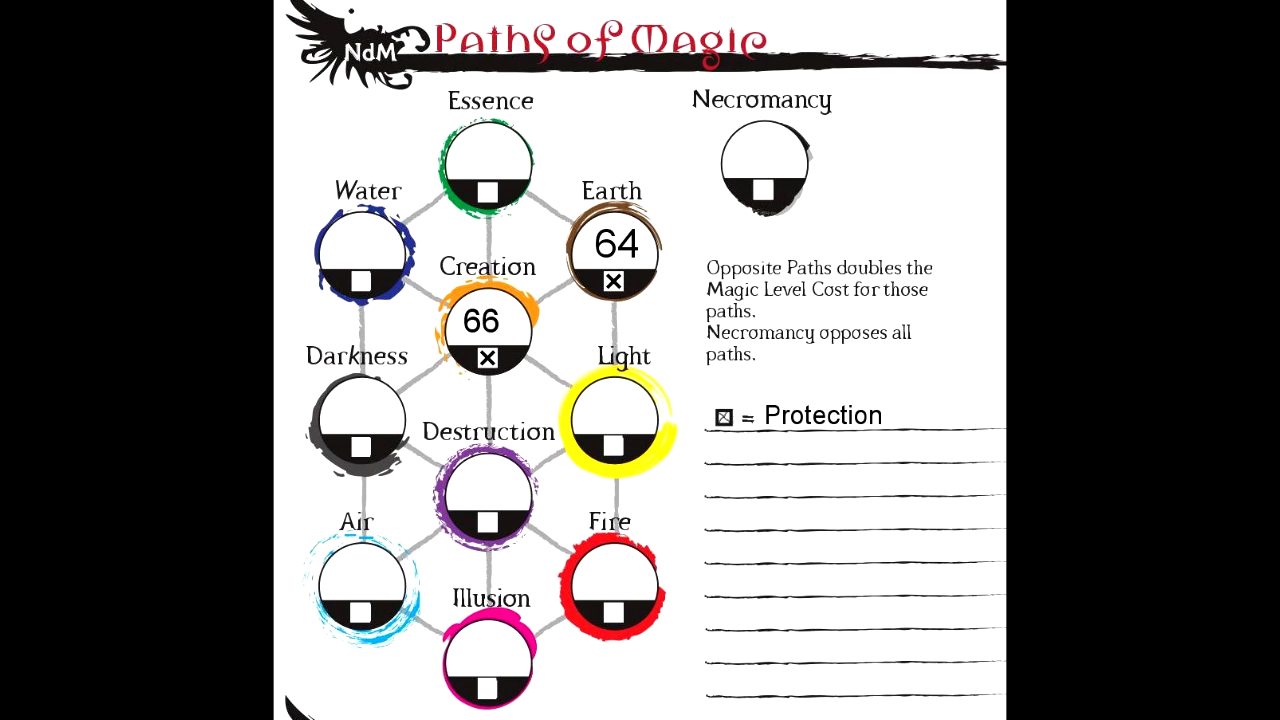 NdM
Paths of Magic
Essence
Necromancy
Water
Earth
64
Creation
66
Opposite Paths doubles the
Magic Level Cost for those
paths.
Necromancy opposes all
paths.
Darkness
Light
☒ = Protection
Destruction
Air
Fire
Illusion